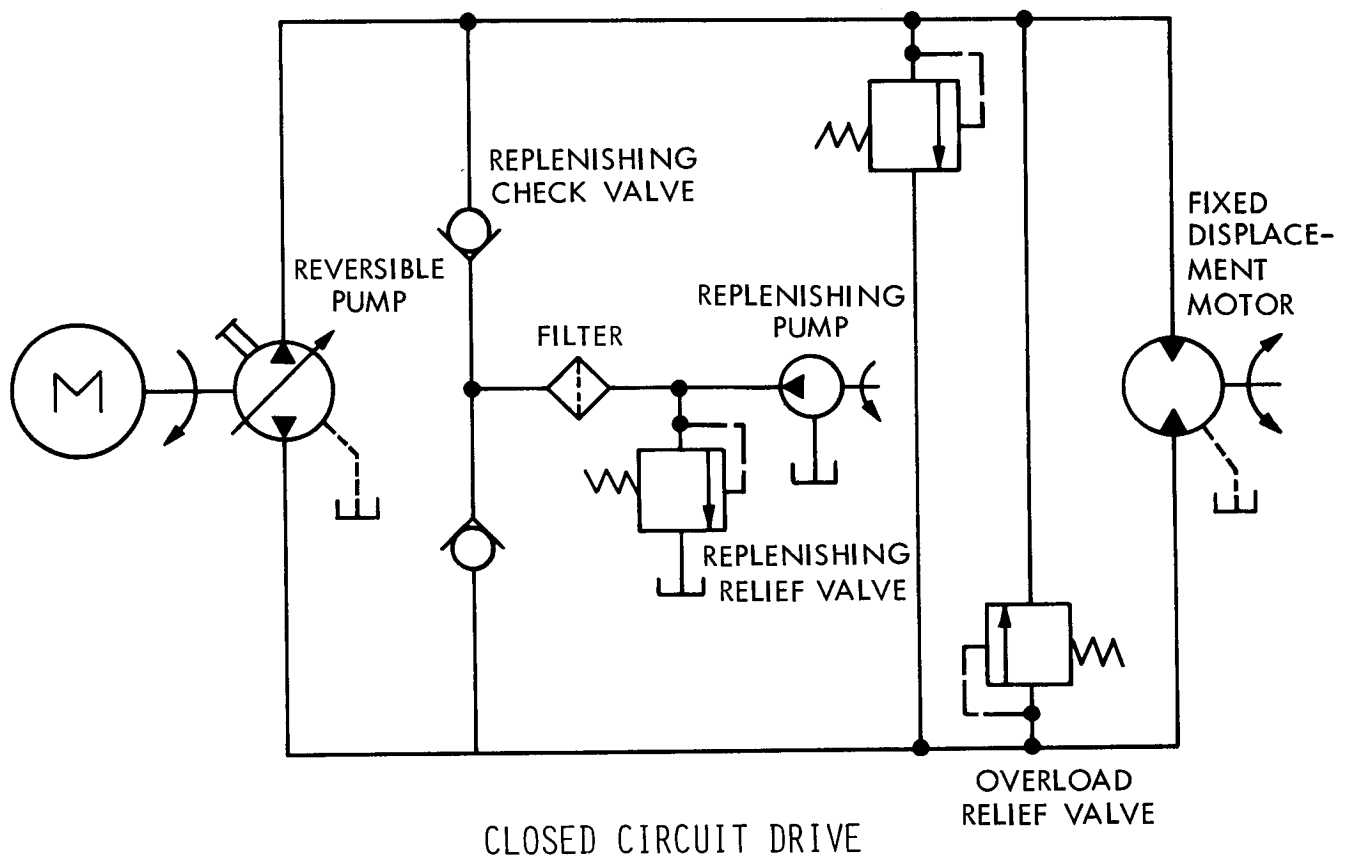 REPLENISHING
CHECK VALVE
FIXED
DISPLACE-
MENT
MOTOR
REVERSIBLE
PUMP
REPLENISHING
PUMP
FILTER
M
REPLENISHING
RELIEF VALVE
OVERLOAD
RELIEF VALVE
CLOSED CIRCUIT DRIVE